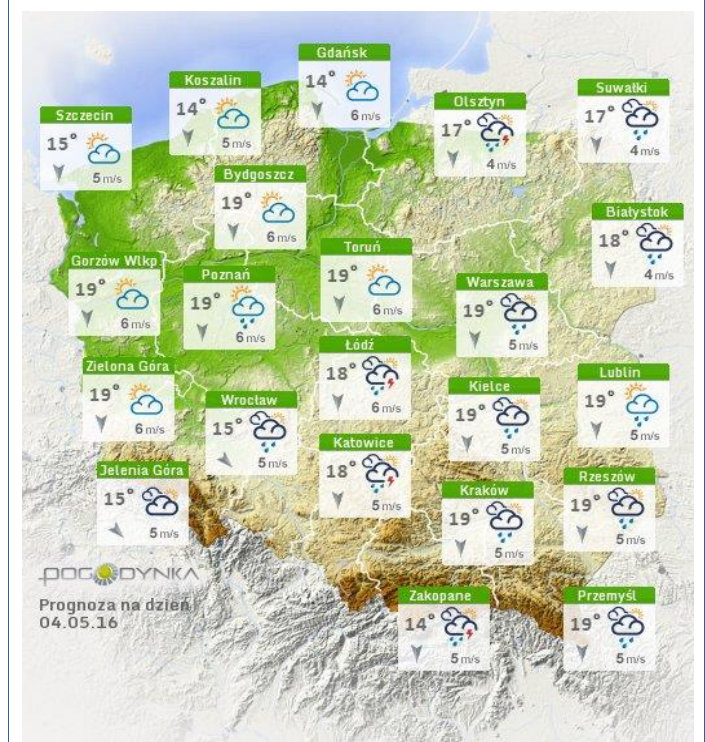 Gdańsk
14°
6 m/s
Koszalin
14°
5 m/s
Szczecin
15°
5 m/s
Olsztyn
17°
4 m/s
Suwałki
17°
4 m/s
Bydgoszcz
19°
6 m/s
Białystok
18°
4 m/s
Toruń
19°
6 m/s
Gorzów Wlkp
19°
6 m/s
Poznań
19°
6 m/s
Warszawa
19°
5 m/s
Łódź
18°
6 m/s
Zielona Góra
19°
6 m/s
Wrocław
15°
5 m/s
Kielce
19°
5 m/s
Lublin
19°
5 m/s
Katowice
18°
5 m/s
Jelenia Góra
15°
5 m/s
Kraków
19°
5 m/s
Rzeszów
19°
5 m/s
POGODYNKA
Prognoza na dzień
04.05.16
Zakopane
14°
5 m/s
Przemyśl
19°
5 m/s